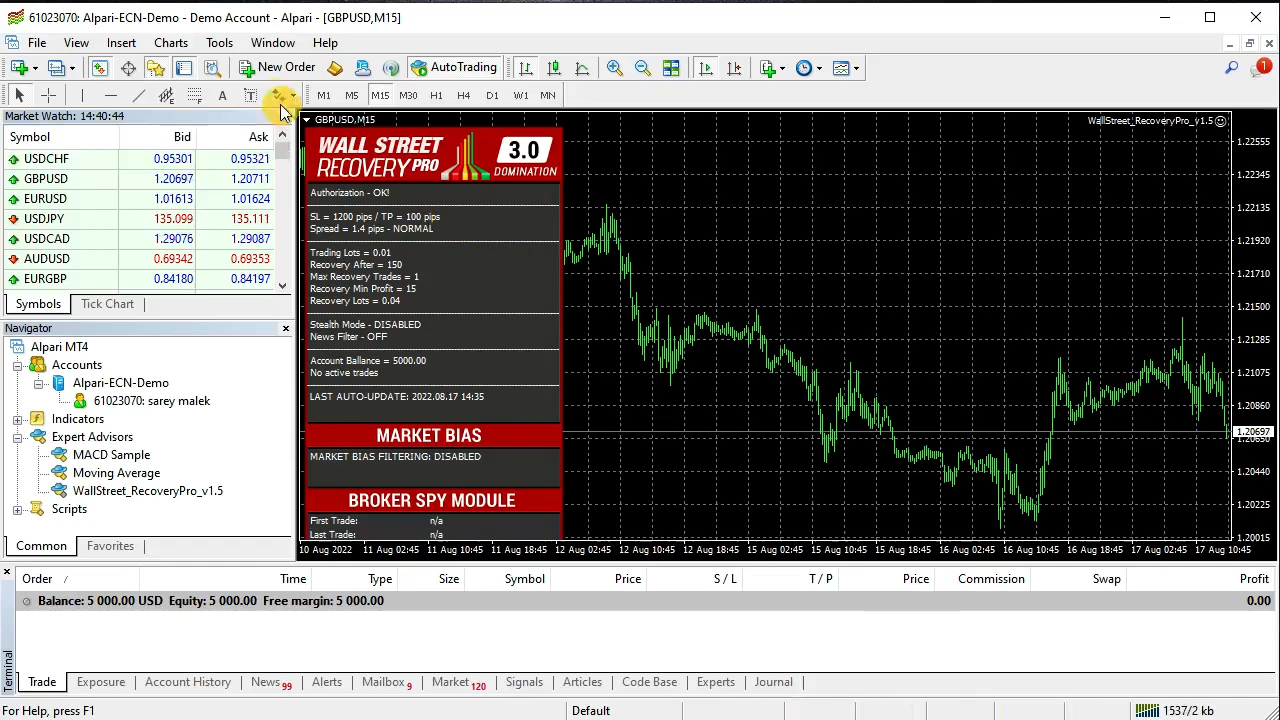 61023070: Alpari-ECN-Demo - Demo Account - Alpari - [GBPUSD,M15]
File View Insert Charts Tools Window Help
New Order AutoTrading 1
A T M1 M5 M15 M30 H1 H4 D1 W1 MN
Market Watch: 14:40:44
Symbol Bid Ask
USDCHF 0.95301 0.95321
GBPUSD 1.20697 1.20711
EURUSD 1.01613 1.01624
USDJPY 135.099 135.111
USDCAD 1.29076 1.29087
AUDUSD 0.69342 0.69353
EURGBP 0.84180 0.84197
Symbols Tick Chart
Navigator
Alpari MT4
Accounts
Alpari-ECN-Demo
61023070: sarey malek
Indicators
Expert Advisors
MACD Sample
Moving Average
WallStreet_RecoveryPro_v1.5
Scripts
Common Favorites
GBPUSD,M15
WallStreet_RecoveryPro_v1.5
WALL STREET
RECOVERY PRO
3.0
DOMINATION
Authorization - OK!
SL = 1200 pips / TP = 100 pips
Spread = 1.4 pips - NORMAL
Trading Lots = 0.01
Recovery After = 150
Max Recovery Trades = 1
Recovery Min Profit = 15
Recovery Lots = 0.04
Stealth Mode - DISABLED
News Filter - OFF
Account Ballance = 5000.00
No active trades
LAST AUTO-UPDATE: 2022.08.17 14:35
MARKET BIAS
MARKET BIAS FILTERING: DISABLED
BROKER SPY MODULE
First Trade: n/a
Last Trade: n/a
1.22555
1.22345
1.22135
1.21920
1.21710
1.21500
1.21285
1.21075
1.20860
1.20697
1.20650
1.20440
1.20225
1.20015
10 Aug 2022 11 Aug 02:45 11 Aug 10:45 11 Aug 18:45 12 Aug 02:45 12 Aug 10:45 12 Aug 18:45 15 Aug 02:45 15 Aug 10:45 15 Aug 18:45 16 Aug 02:45 16 Aug 10:45 16 Aug 18:45 17 Aug 02:45 17 Aug 10:45
Order / Time Type Size Symbol Price S / L T / P Price Commission Swap Profit
Balance: 5 000.00 USD Equity: 5 000.00 Free margin: 5 000.00 0.00
Terminal
Trade Exposure Account History News 99 Alerts Mailbox 9 Market 120 Signals Articles Code Base Experts Journal
For Help, press F1 Default 1537/2 kb